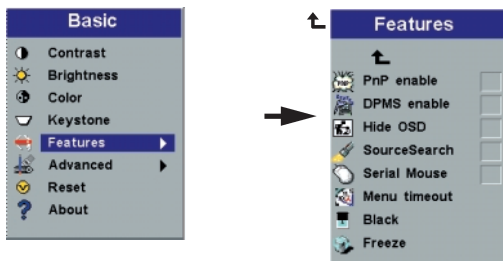 Basic
Contrast
Brightness
Color
Keystone
Features
Advanced
Reset
About
Features
PnP enable
DPMS enable
Hide OSD
SourceSearch
Serial Mouse
Menu timeout
Black
Freeze